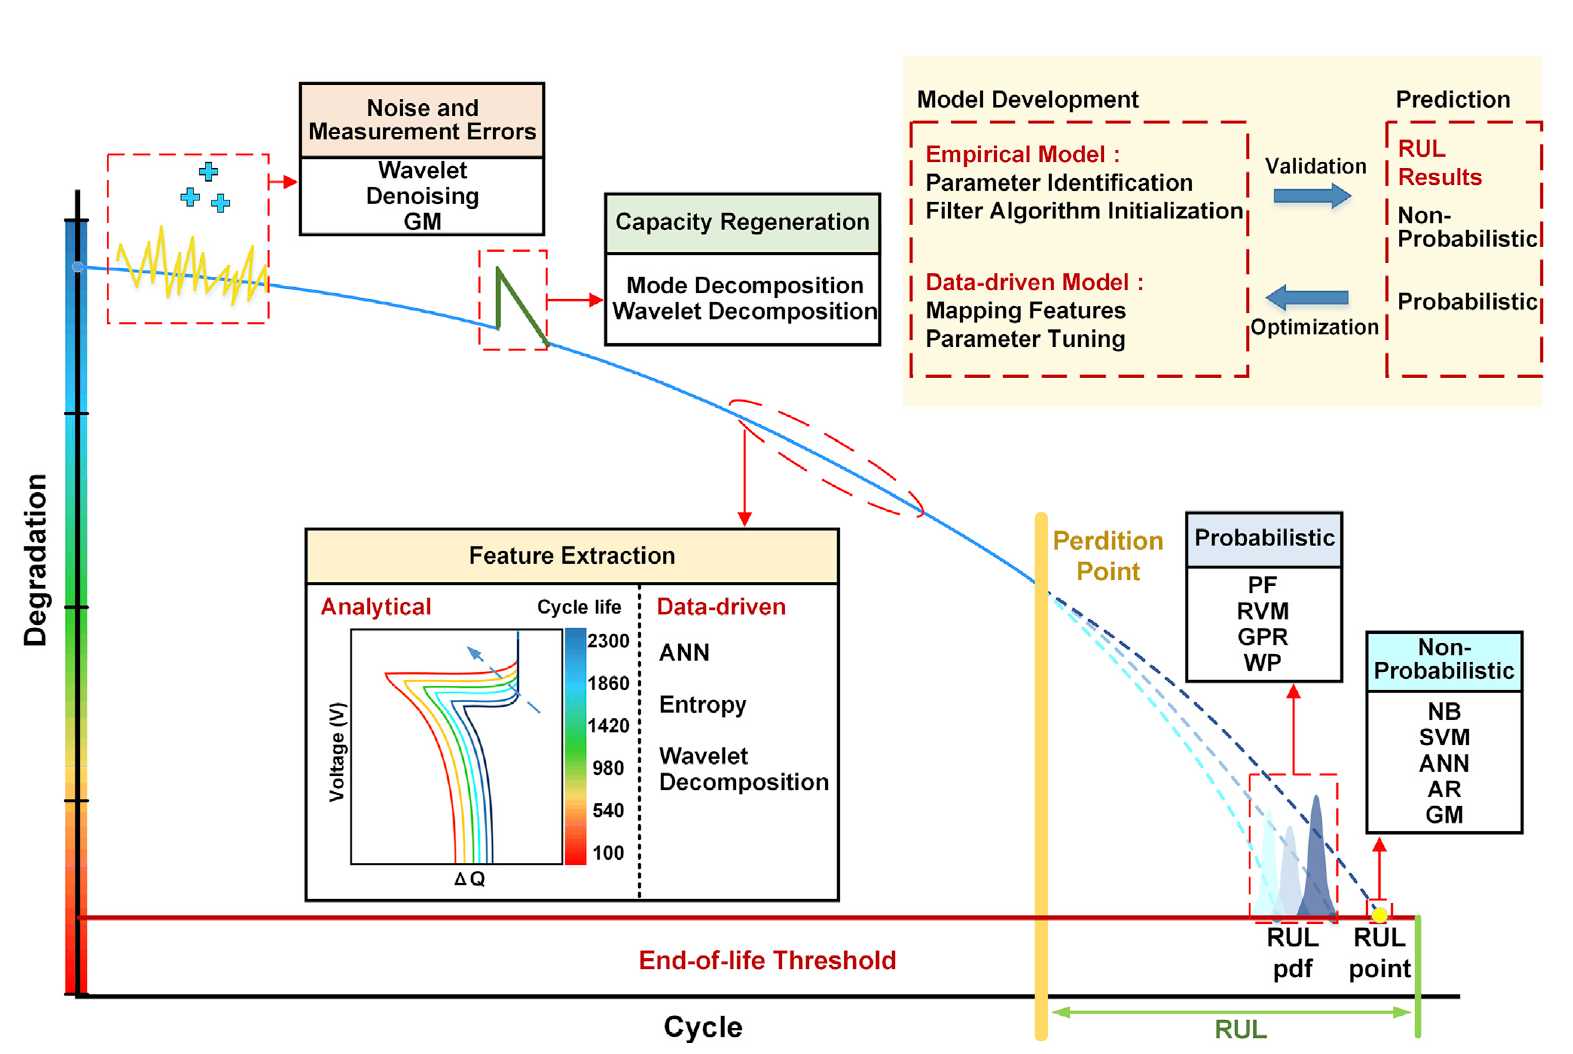 Noise and
Measurement Errors
Wavelet
Denoising
GM
Capacity Regeneration
Mode Decomposition
Wavelet Decomposition
Model Development
Empirical Model :
Parameter Identification
Filter Algorithm Initialization
Data-driven Model :
Mapping Features
Parameter Tuning
Validation
Optimization
Prediction
RUL
Results
Non-
Probabilistic
Probabilistic
Degradation
Feature Extraction
Analytical
Cycle life
2300
1860
1420
980
540
100
Voltage (V)
Δ Q
Data-driven
ANN
Entropy
Wavelet
Decomposition
Perdition
Point
Probabilistic
PF
RVM
GPR
WP
Non-
Probabilistic
NB
SVM
ANN
AR
GM
RUL
pdf
RUL
point
End-of-life Threshold
Cycle
RUL